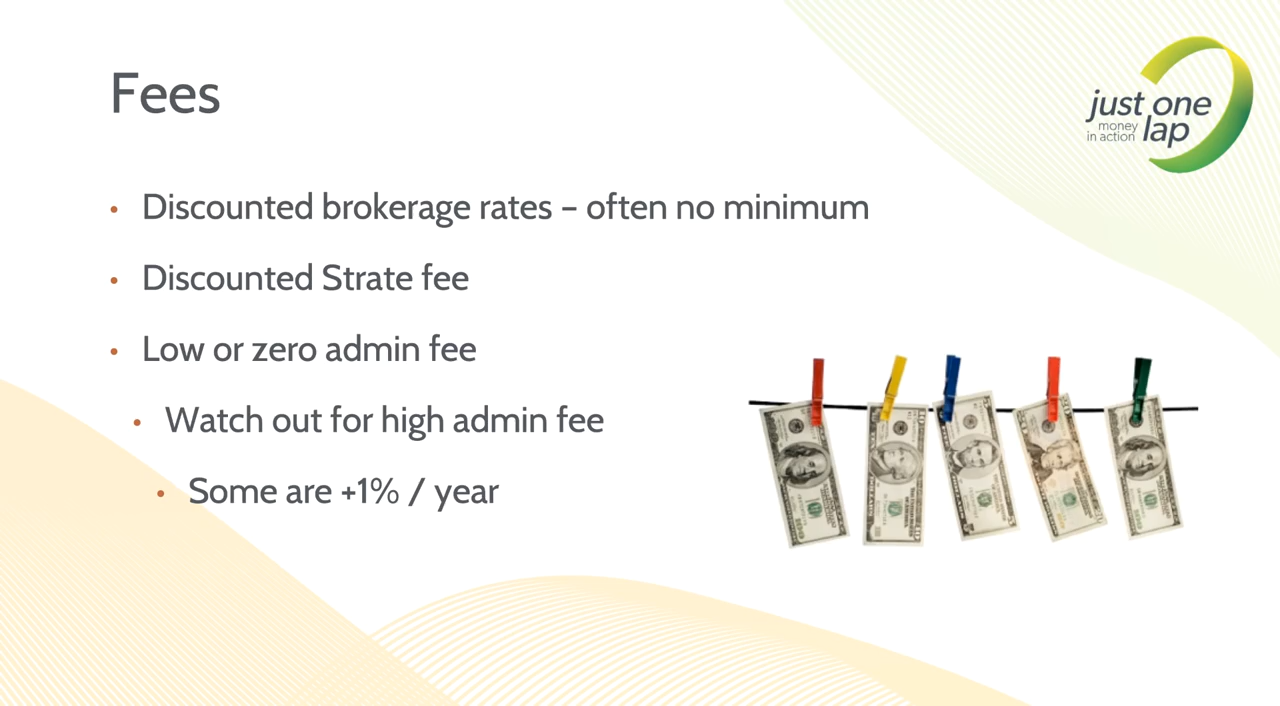 Fees
just one
money
in action lap
• Discounted brokerage rates – often no minimum
• Discounted Strate fee
• Low or zero admin fee
• Watch out for high admin fee
• Some are +1% / year